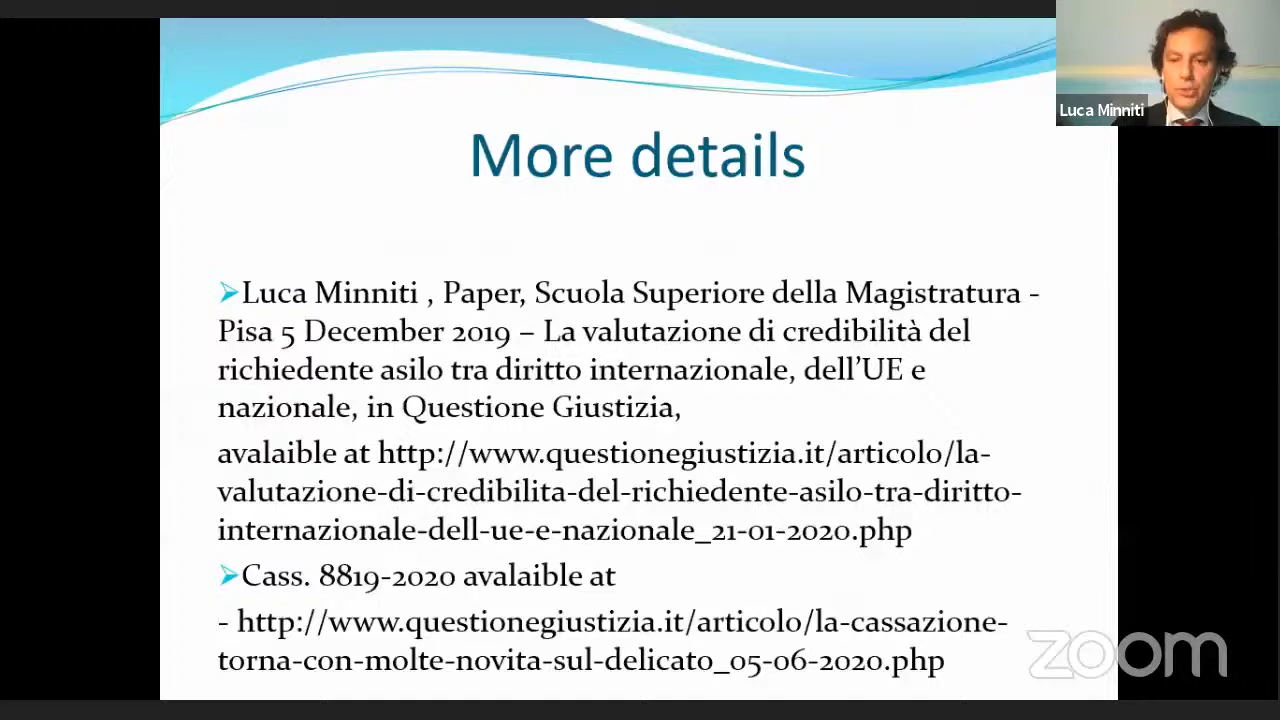 Luca Minniti
More details
➢Luca Minniti , Paper, Scuola Superiore della Magistratura -
Pisa 5 December 2019 – La valutazione di credibilità del
richiedente asilo tra diritto internazionale, dell’UE e
nazionale, in Questione Giustizia,
avalaible at http://www.questionegiustizia.it/articolo/la-
valutazione-di-credibilita-del-richiedente-asilo-tra-diritto-
internazionale-dell-ue-e-nazionale_21-01-2020.php
➢Cass. 8819-2020 avalaible at
- http://www.questionegiustizia.it/articolo/la-cassazione-
torna-con-molte-novita-sul-delicato_05-06-2020.php
zoom